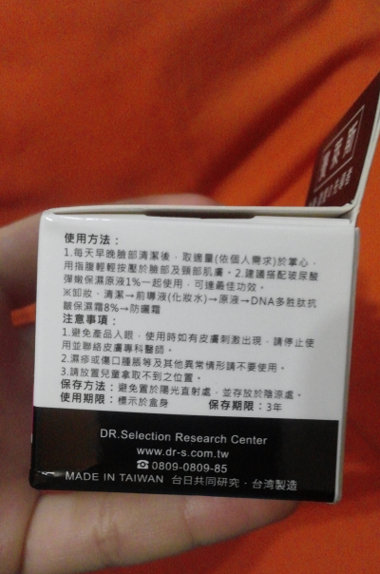 使用方法：
1.每天早晚臉部清潔後，取適量(依個人需求)於掌心，
用指腹輕輕按壓於臉部及頸部肌膚。2.建議搭配玻尿酸
彈嫩保濕原液1%一起使用，可達最佳功效。
※卸妝、清潔→前導液(化妝水)→原液→DNA多胜肽抗
皺保濕霜8%→防曬霜
注意事項：
1.避免產品入眼，使用時如有皮膚刺激出現，請停止使
用並聯絡皮膚專科醫師。
2.濕疹或傷口腫脹等及其他異常情形請不要使用。
3.請放置兒童拿取不到之位置。
保存方法：避免置於陽光直射處，並存放於陰涼處。
使用期限：標示於盒身 保存期限：3年
DR.Selection Research Center
www.dr-s.com.tw
☎0809-0809-85
MADE IN TAIWAN 台日共同研究・台湾製造